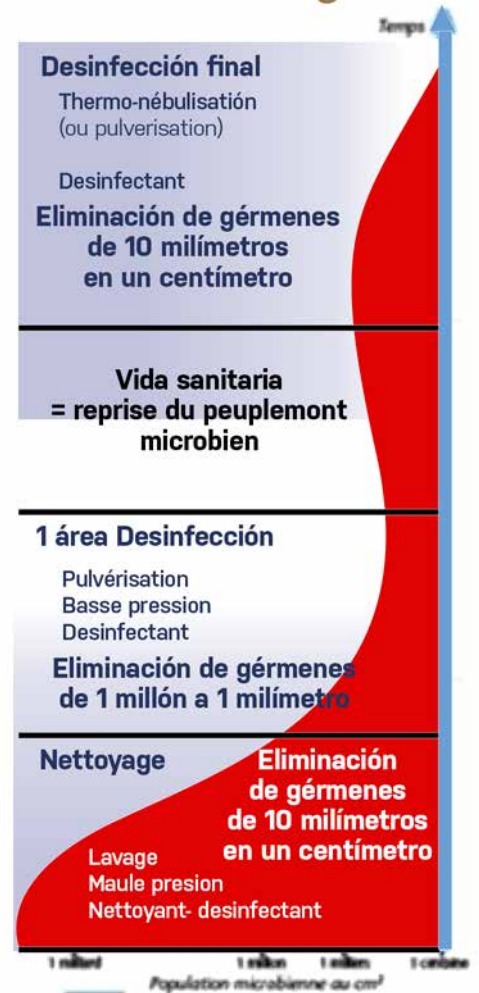 Temps
Desinfección final
Thermo-nébulisatión
(ou pulverisation)
Desinfectant
Eliminación de gérmenes
de 10 milímetros
en un centímetro
Vida sanitaria
= reprise du peuplemont
microbien
1 área Desinfección
Pulvérisation
Basse pression
Desinfectant
Eliminación de gérmenes
de 1 millón a 1 milímetro
Nettoyage
Eliminación
de gérmenes
de 10 milímetros
en un centímetro
Lavage
Maule presion
Nettoyant- desinfectant
1 milliard 1 million 1
Population microbienne au cm²